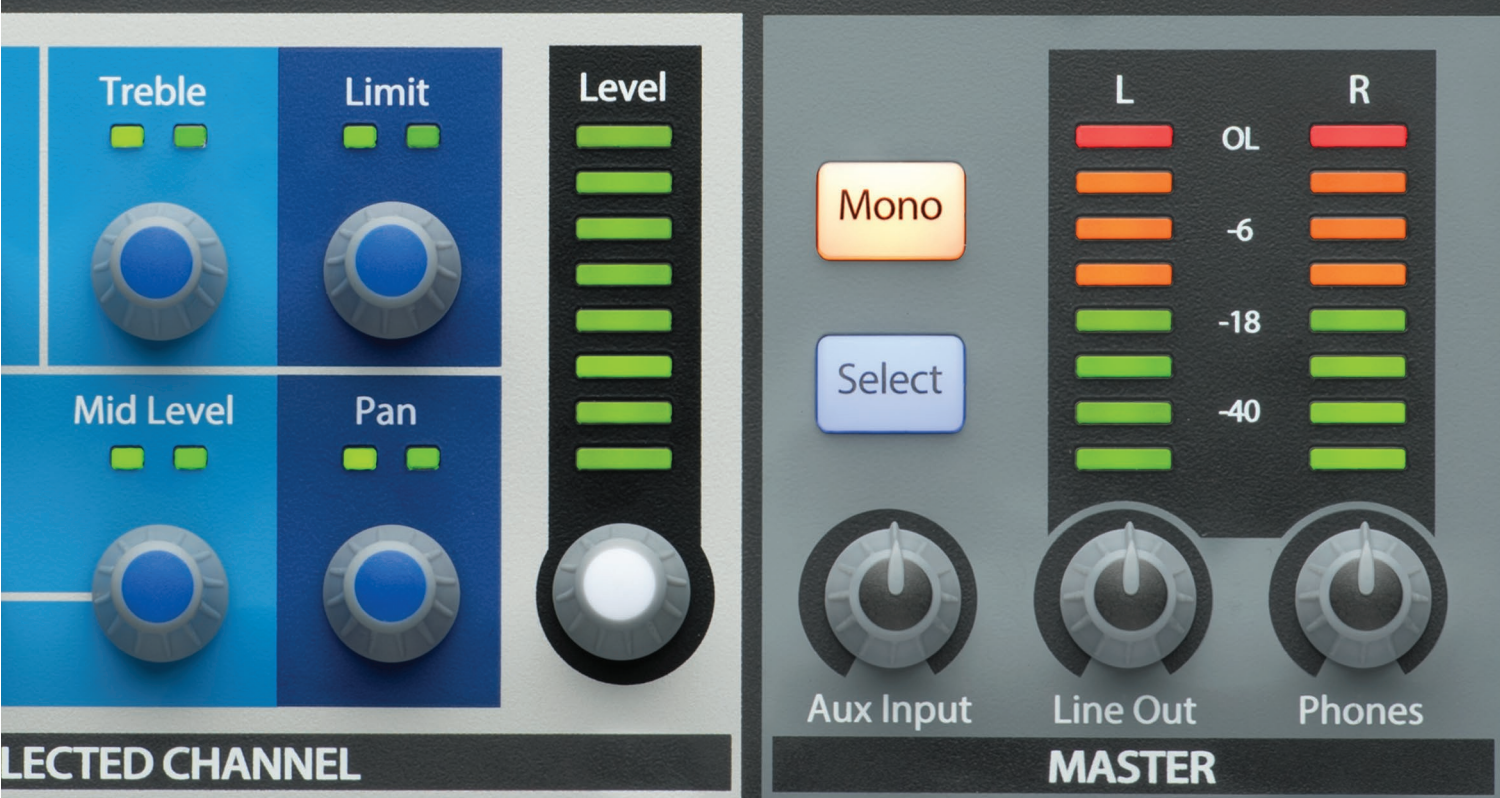 Treble
Limit
Mid Level
Pan
Level
LECTED CHANNEL
Mono
Select
L
R
OL
-6
-18
-40
Aux Input
Line Out
Phones
MASTER